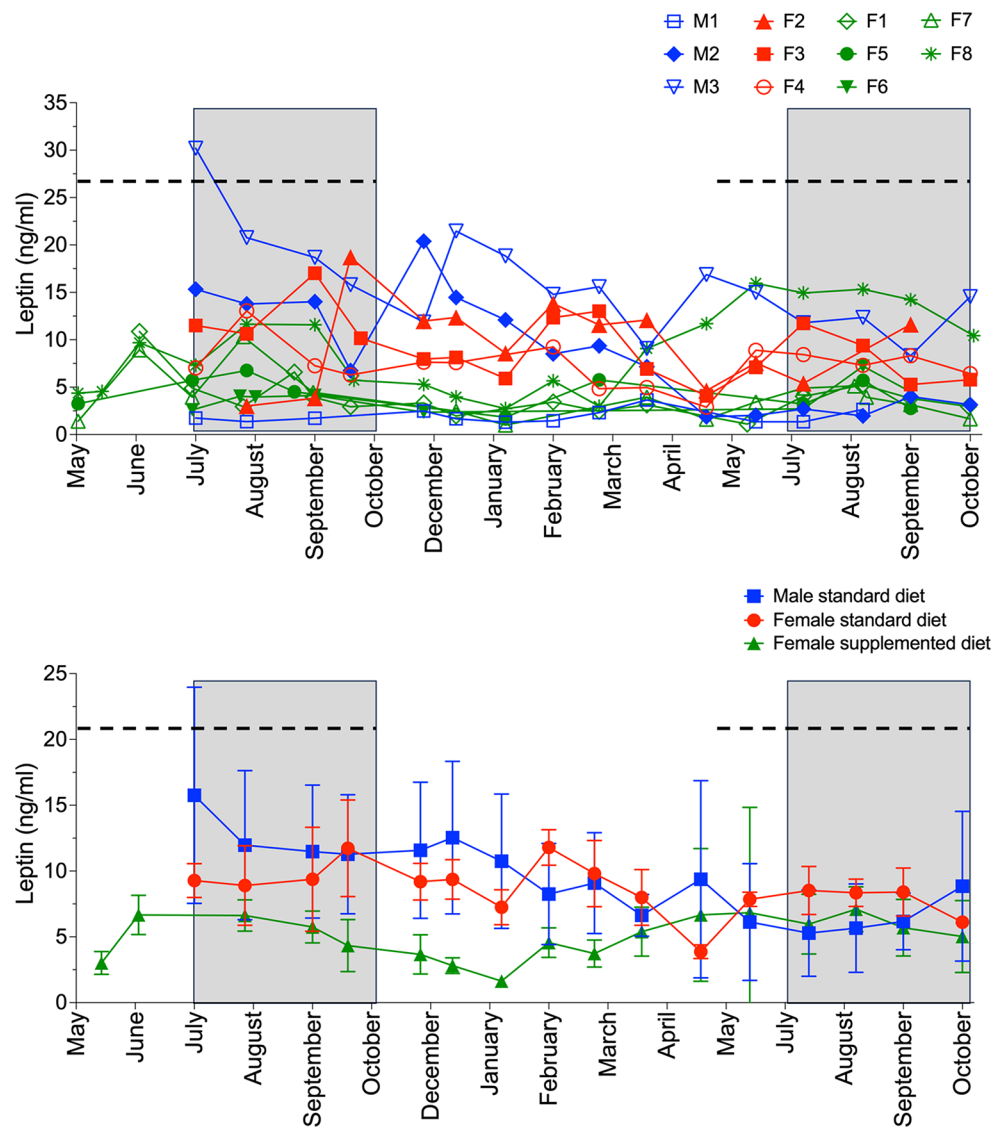 M1 F2 F1 F7
M2 F3 F5 F8
M3 F4 F6
35
30
25
20
15
10
5
0
Leptin (ng/ml)
May June July August September October December January February March April May July August September October
Male standard diet
Female standard diet
Female supplemented diet
25
20
15
10
5
0
Leptin (ng/ml)
May June July August September October December January February March April May July August September October